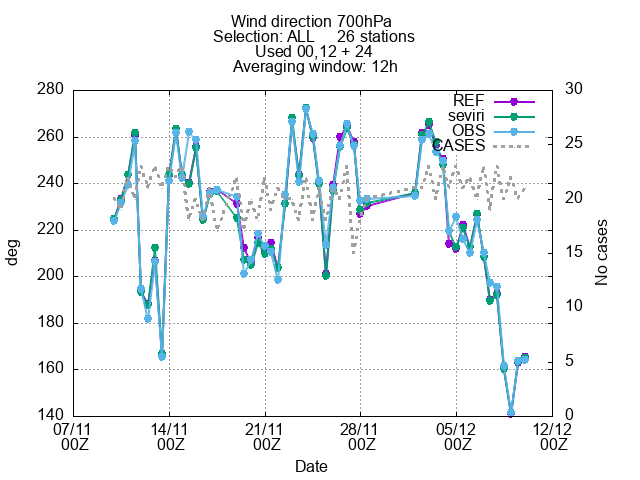 Wind direction 700hPa
Selection: ALL 26 stations
Used 00,12 + 24
Averaging window: 12h
280 30
REF
seviri
OBS
CASES
260
240
220
200
180
160
140
25
20
15
10
5
0
deg
No cases
07/11 14/11 21/11 28/11 05/12 12/12
00Z 00Z 00Z 00Z 00Z 00Z
Date